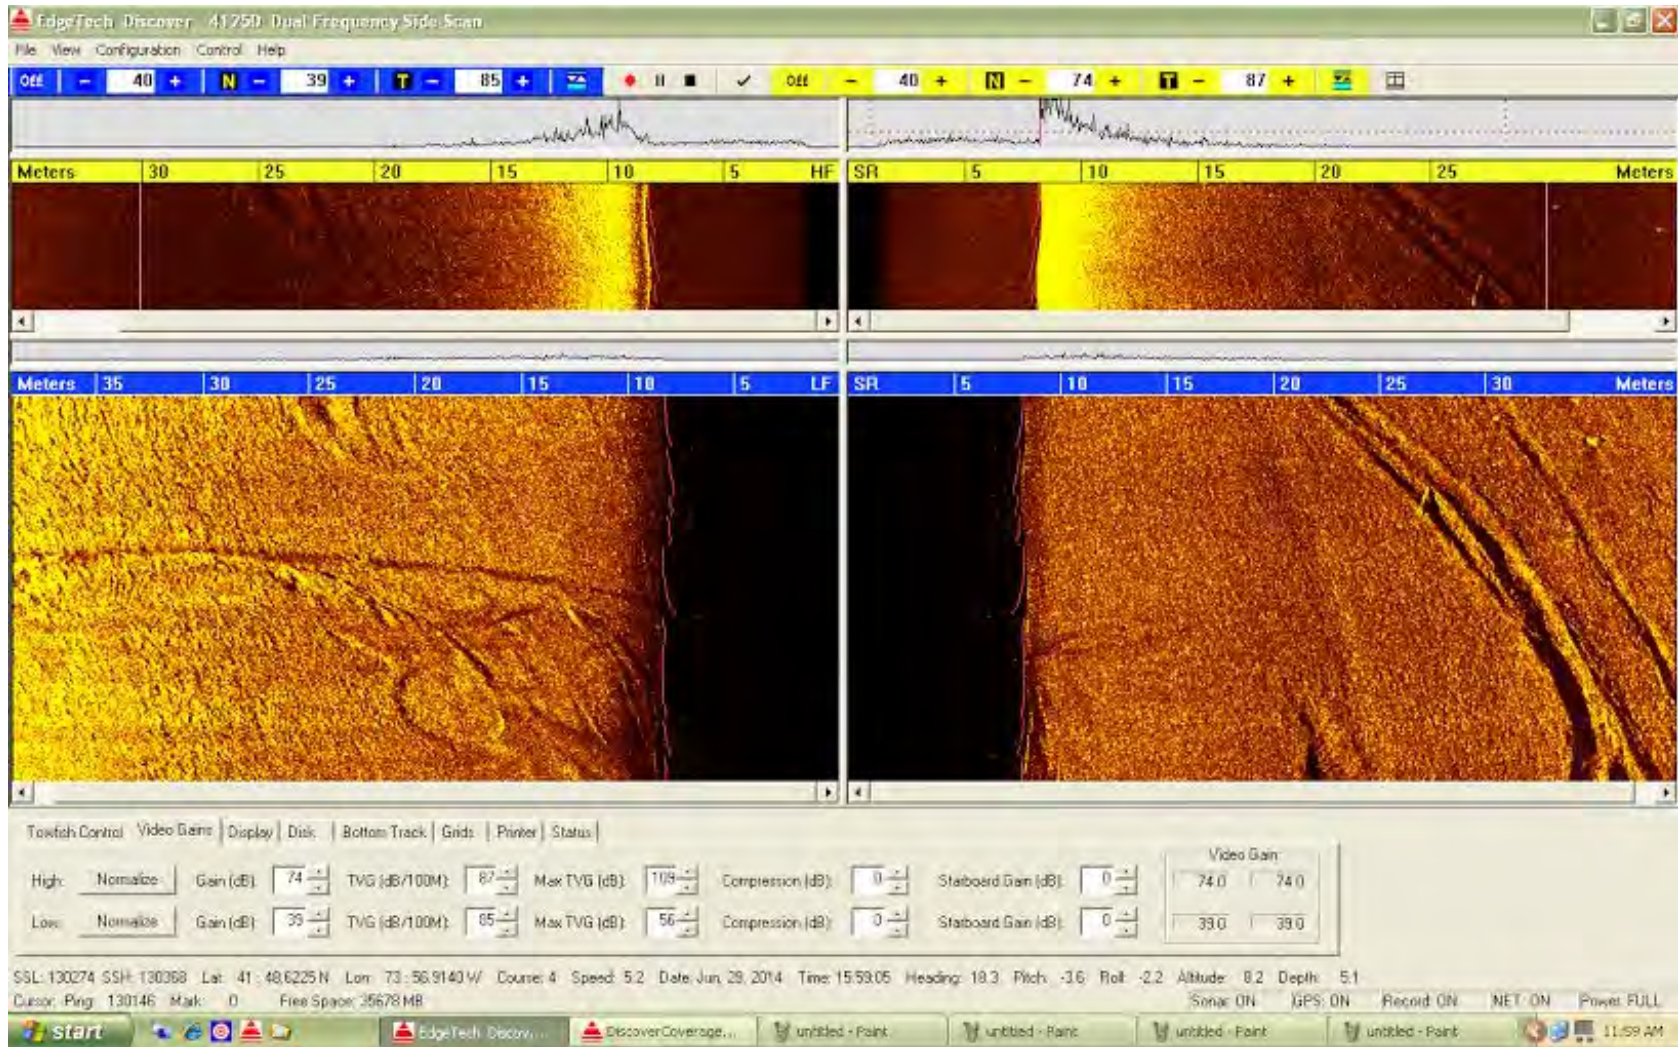 EdgeTech Discover 4125D Dual Frequency Side Scan
File View Configuration Control Help
Off - 40 + N - 39 + T - 85 + Off - 40 + N - 74 + T - 87 +
Meters 30 25 20 15 10 5 HF SR 5 10 15 20 25 Meters
Meters 35 30 25 20 15 10 5 LF SR 5 10 15 20 25 30 Meters
Towfish Control Video Gains Display Disk Bottom Track Grids Printer Status
Video Gain
High: Normalize Gain (dB): 74 TVG (dB/100M): 87 Max TVG (dB): 109 Compression (dB): 0 Starboard Gain (dB): 0 74.0 74.0
Low: Normalize Gain (dB): 39 TVG (dB/100M): 85 Max TVG (dB): 56 Compression (dB): 0 Starboard Gain (dB): 0 39.0 39.0
SSL: 130274 SSH: 130368 Lat: 41 : 48.6225 N Lon: 73 : 56.9140 W Course: 4 Speed: 5.2 Date: Jun, 29, 2014 Time: 15:59:05 Heading: 18.3 Pitch: -3.6 Roll: -2.2 Altitude: 8.2 Depth: 5.1
Cursor: Ping: 130146 Mark: 0 Free Space: 35678 MB Sonar: ON GPS: ON Record: ON NET: ON Power: FULL
start EdgeTech Discov... DiscoverCoverage... untitled - Paint untitled - Paint untitled - Paint untitled - Paint 11:59 AM